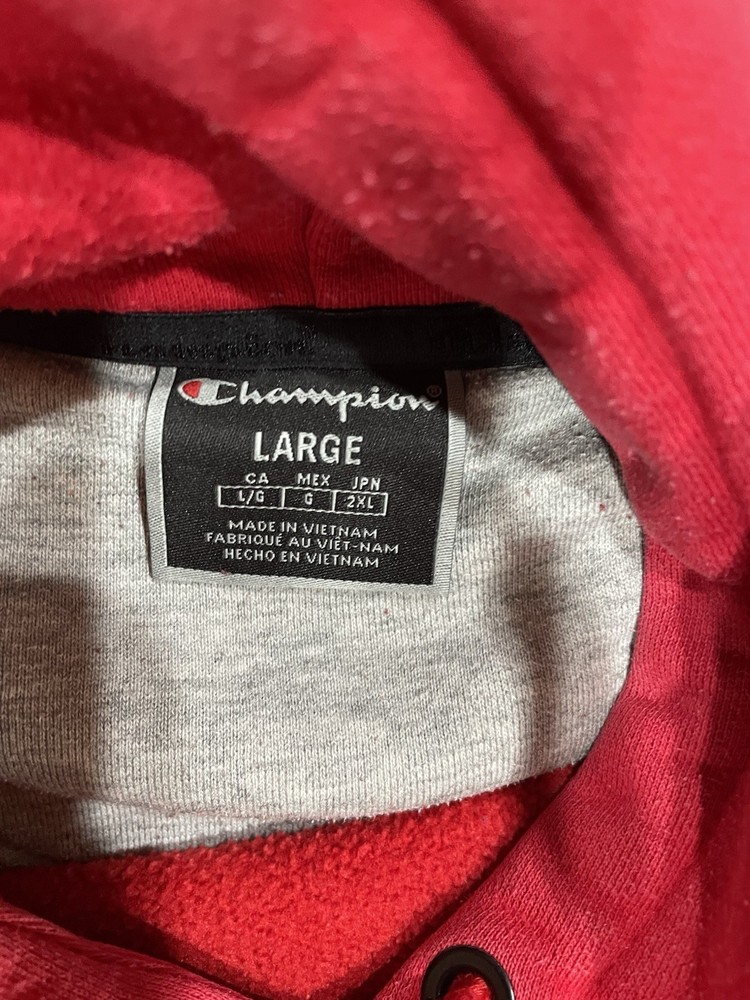 Champion®
LARGE
CA MEX JPN
L/G G 2XL
MADE IN VIETNAM
FABRIQUÉ AU VIÊT-NAM
HECHO EN VIETNAM